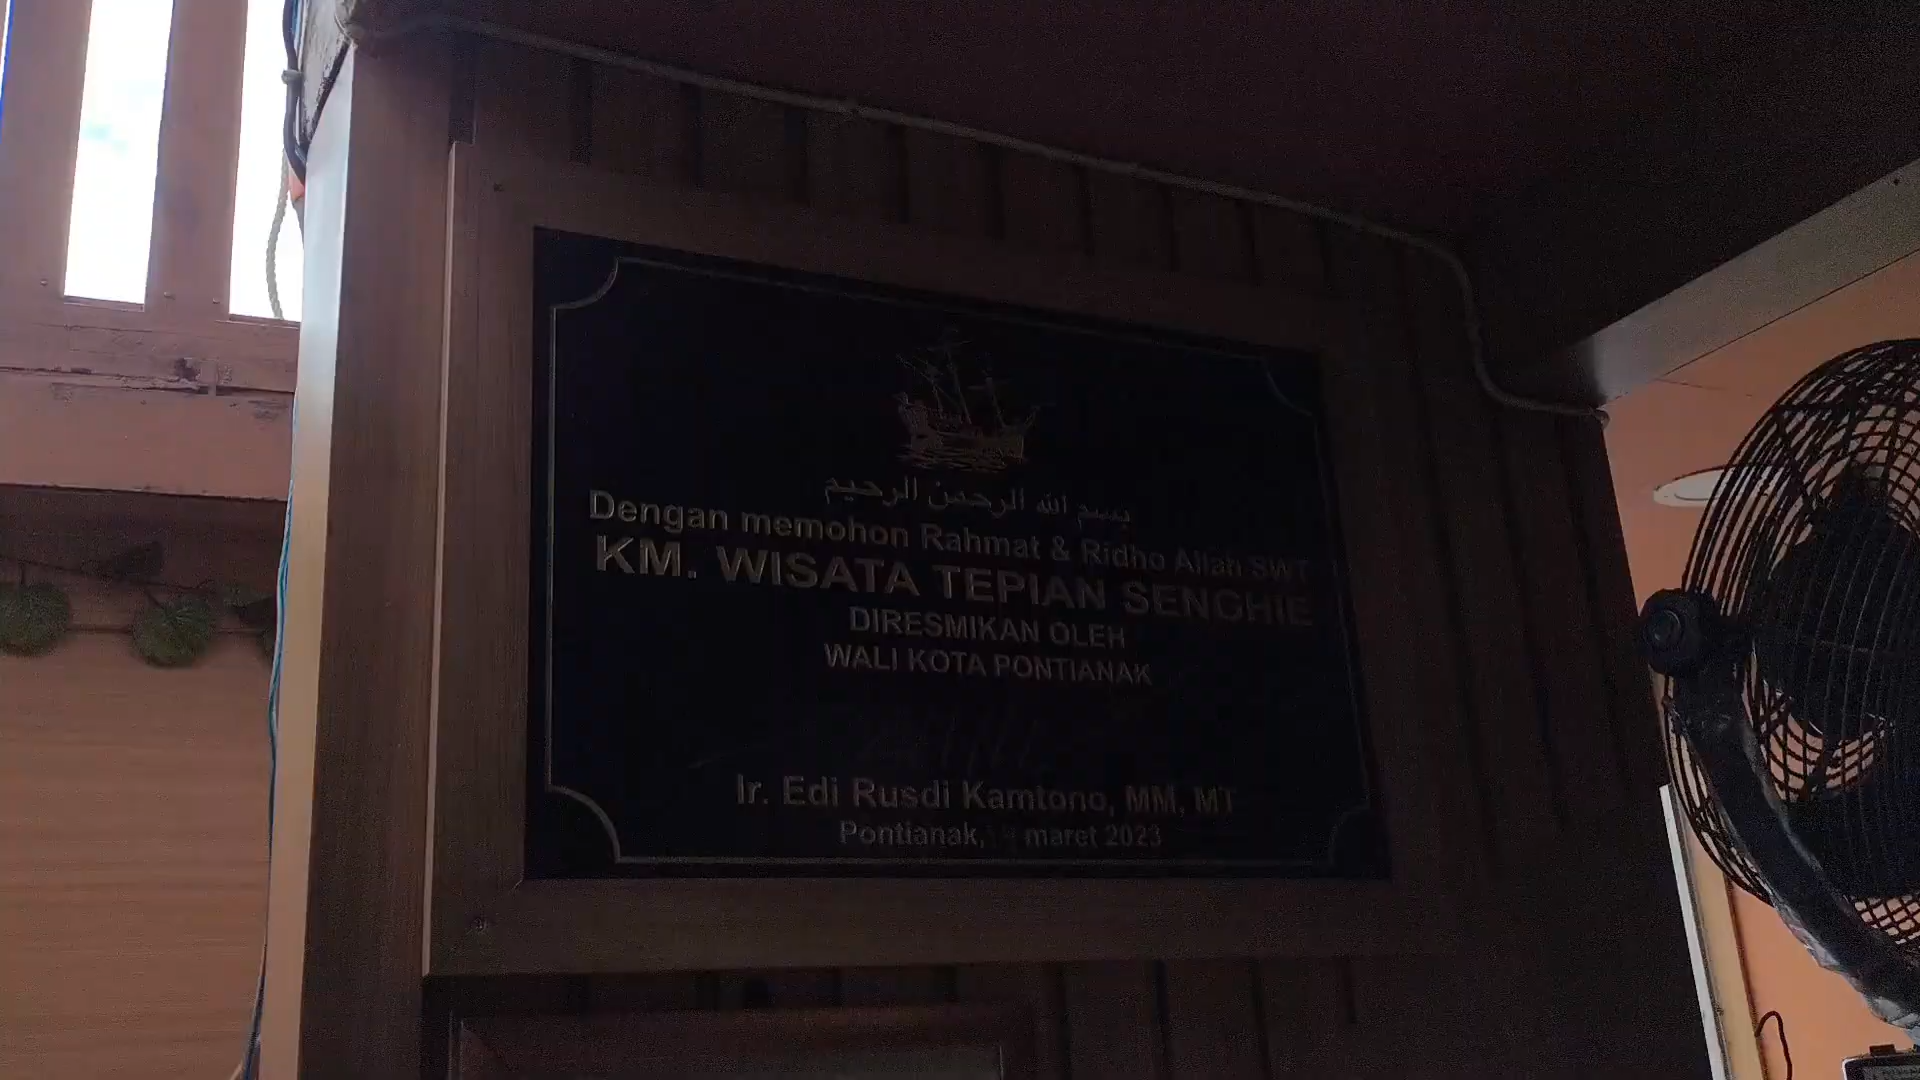 بسم الله الرحمن الرحيم
Dengan memohon Rahmat & Ridho Allah SWT
KM. WISATA TEPIAN SENGHIE
DIRESMIKAN OLEH
WALI KOTA PONTIANAK
Ir. Edi Rusdi Kamtono, MM, MT
Pontianak, maret 2023